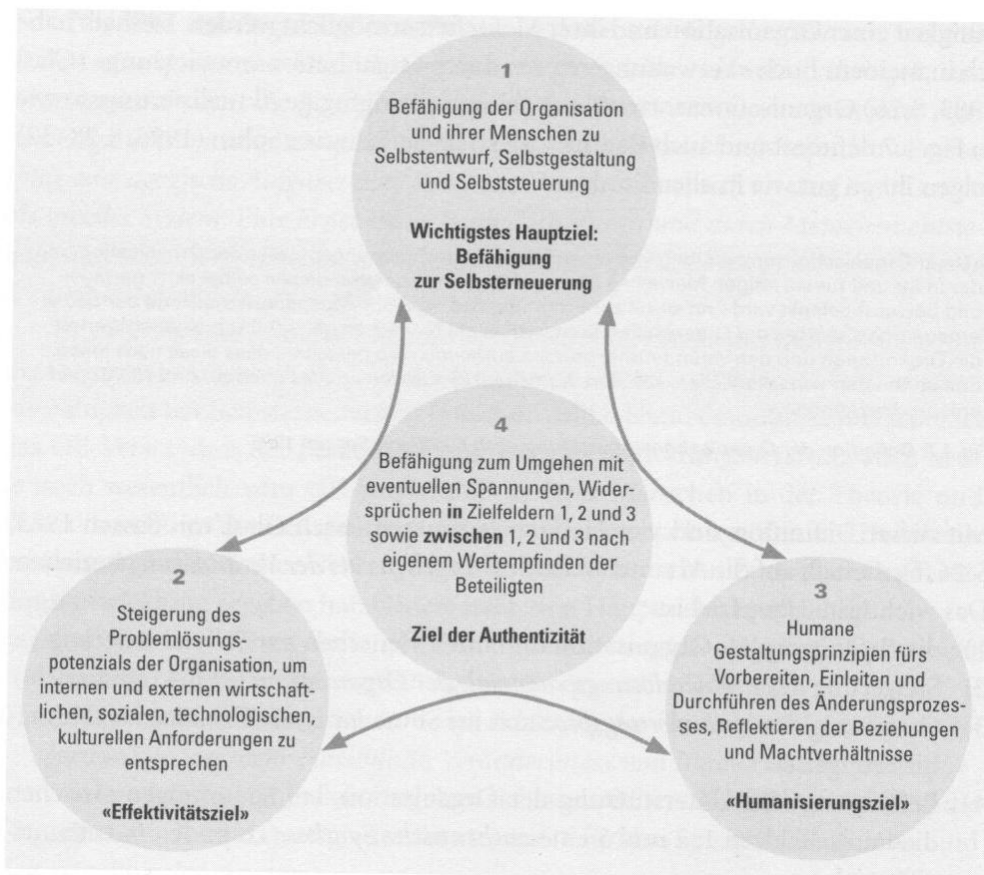 1
Befähigung der Organisation
und ihrer Menschen zu
Selbstentwurf, Selbstgestaltung
und Selbststeuerung
Wichtigstes Hauptziel:
Befähigung
zur Selbsterneuerung
4
Befähigung zum Umgehen mit
eventuellen Spannungen, Wider-
sprüchen in Zielfeldern 1, 2 und 3
sowie zwischen 1, 2 und 3 nach
eigenem Wertempfinden der
Beteiligten
Ziel der Authentizität
2
Steigerung des
Problemlösungs-
potenzials der Organisation, um
internen und externen wirtschaft-
lichen, sozialen, technologischen,
kulturellen Anforderungen zu
entsprechen
«Effektivitätsziel»
3
Humane
Gestaltungsprinzipien fürs
Vorbereiten, Einleiten und
Durchführen des Änderungsprozes-
ses, Reflektieren der Beziehungen
und Machtverhältnisse
«Humanisierungsziel»